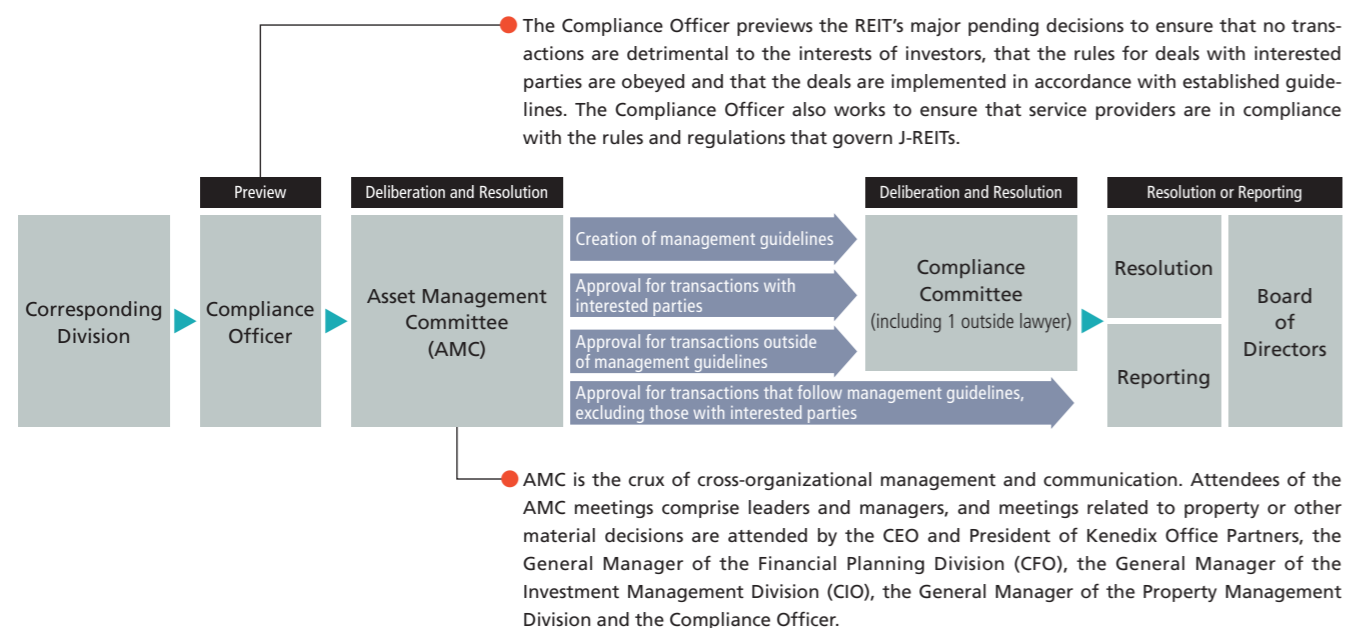 The Compliance Officer previews the REIT’s major pending decisions to ensure that no trans-
actions are detrimental to the interests of investors, that the rules for deals with interested
parties are obeyed and that the deals are implemented in accordance with established guide-
lines. The Compliance Officer also works to ensure that service providers are in compliance
with the rules and regulations that govern J-REITs.
Preview
Deliberation and Resolution
Deliberation and Resolution
Resolution or Reporting
Corresponding
Division
Compliance
Officer
Asset Management
Committee
(AMC)
Creation of management guidelines
Approval for transactions with
interested parties
Approval for transactions outside
of management guidelines
Approval for transactions that follow management guidelines,
excluding those with interested parties
Compliance
Committee
(including 1 outside lawyer)
Resolution
Reporting
Board
of
Directors
AMC is the crux of cross-organizational management and communication. Attendees of the
AMC meetings comprise leaders and managers, and meetings related to property or other
material decisions are attended by the CEO and President of Kenedix Office Partners, the
General Manager of the Financial Planning Division (CFO), the General Manager of the
Investment Management Division (CIO), the General Manager of the Property Management
Division and the Compliance Officer.